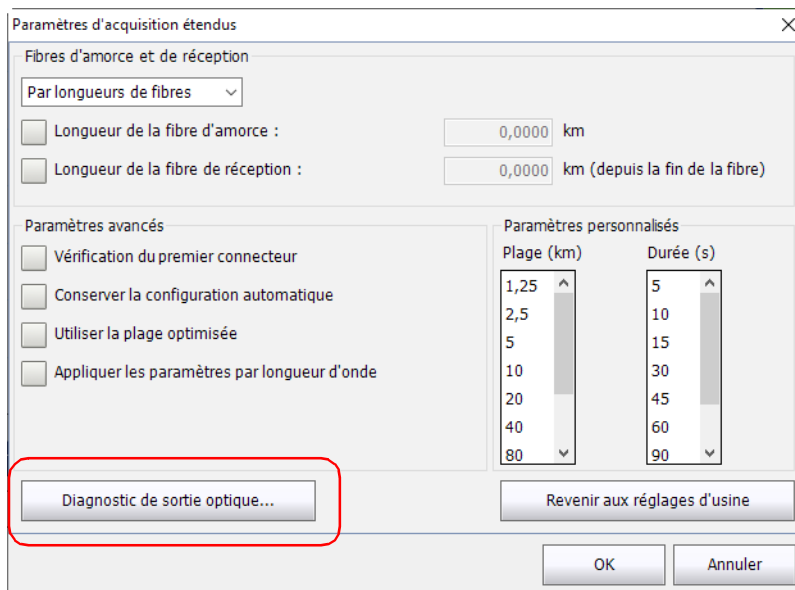 Paramètres d'acquisition étendus
Fibres d'amorce et de réception
Par longueurs de fibres
Longueur de la fibre d'amorce : 0,0000 km
Longueur de la fibre de réception : 0,0000 km (depuis la fin de la fibre)
Paramètres avancés
Vérification du premier connecteur
Conserver la configuration automatique
Utiliser la plage optimisée
Appliquer les paramètres par longueur d'onde
Paramètres personnalisés
Plage (km) Durée (s)
1,25 5
2,5 10
5 15
10 30
20 45
40 60
80 90
Diagnostic de sortie optique...
Revenir aux réglages d'usine
OK Annuler